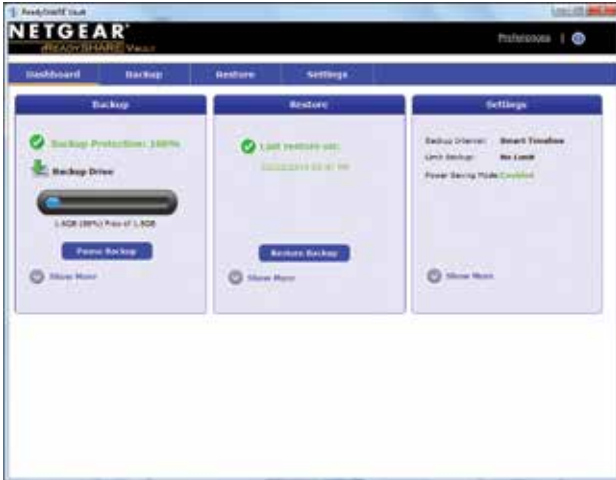 ReadySHARE Vault
NETGEAR
READYSHARE VAULT
Preferences |
Dashboard Backup Restore Settings
Backup
Backup Protection: 100%
Backup Drive
Free of
Pause Backup
Show More
Restore
Last restore on:
Restore Backup
Show More
Settings
Backup Interval: Smart Timeline
Limit Backup: No Limit
Power Saving Mode: Enabled
Show More